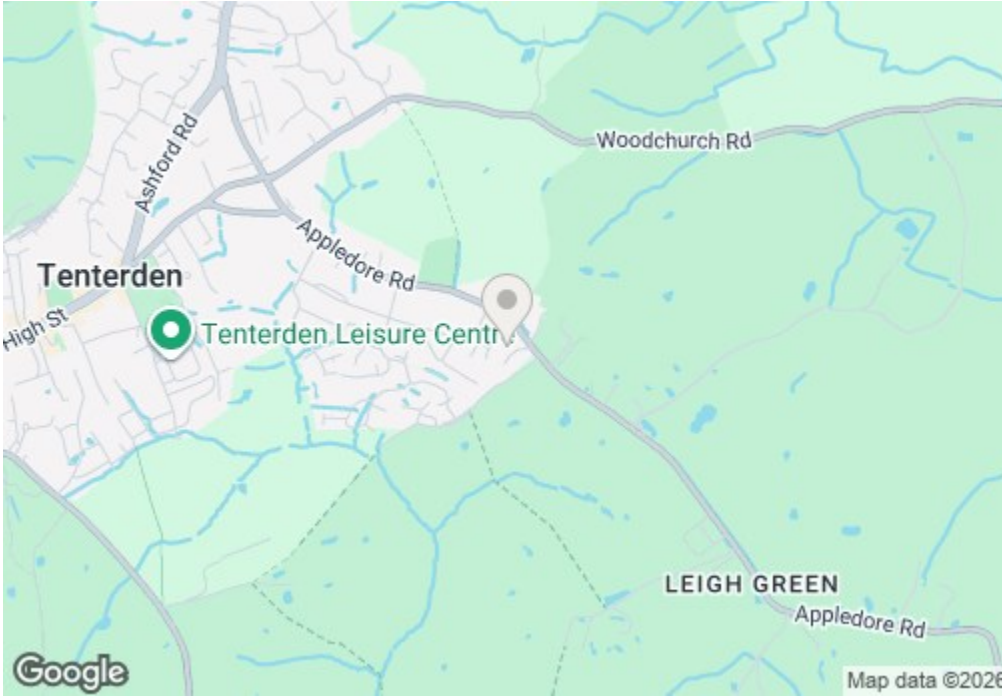 Ashford Rd
Woodchurch Rd
Appledore Rd
Tenterden
High St
Tenterden Leisure Centr
LEIGH GREEN
Appledore Rd
Google
Map data ©2026